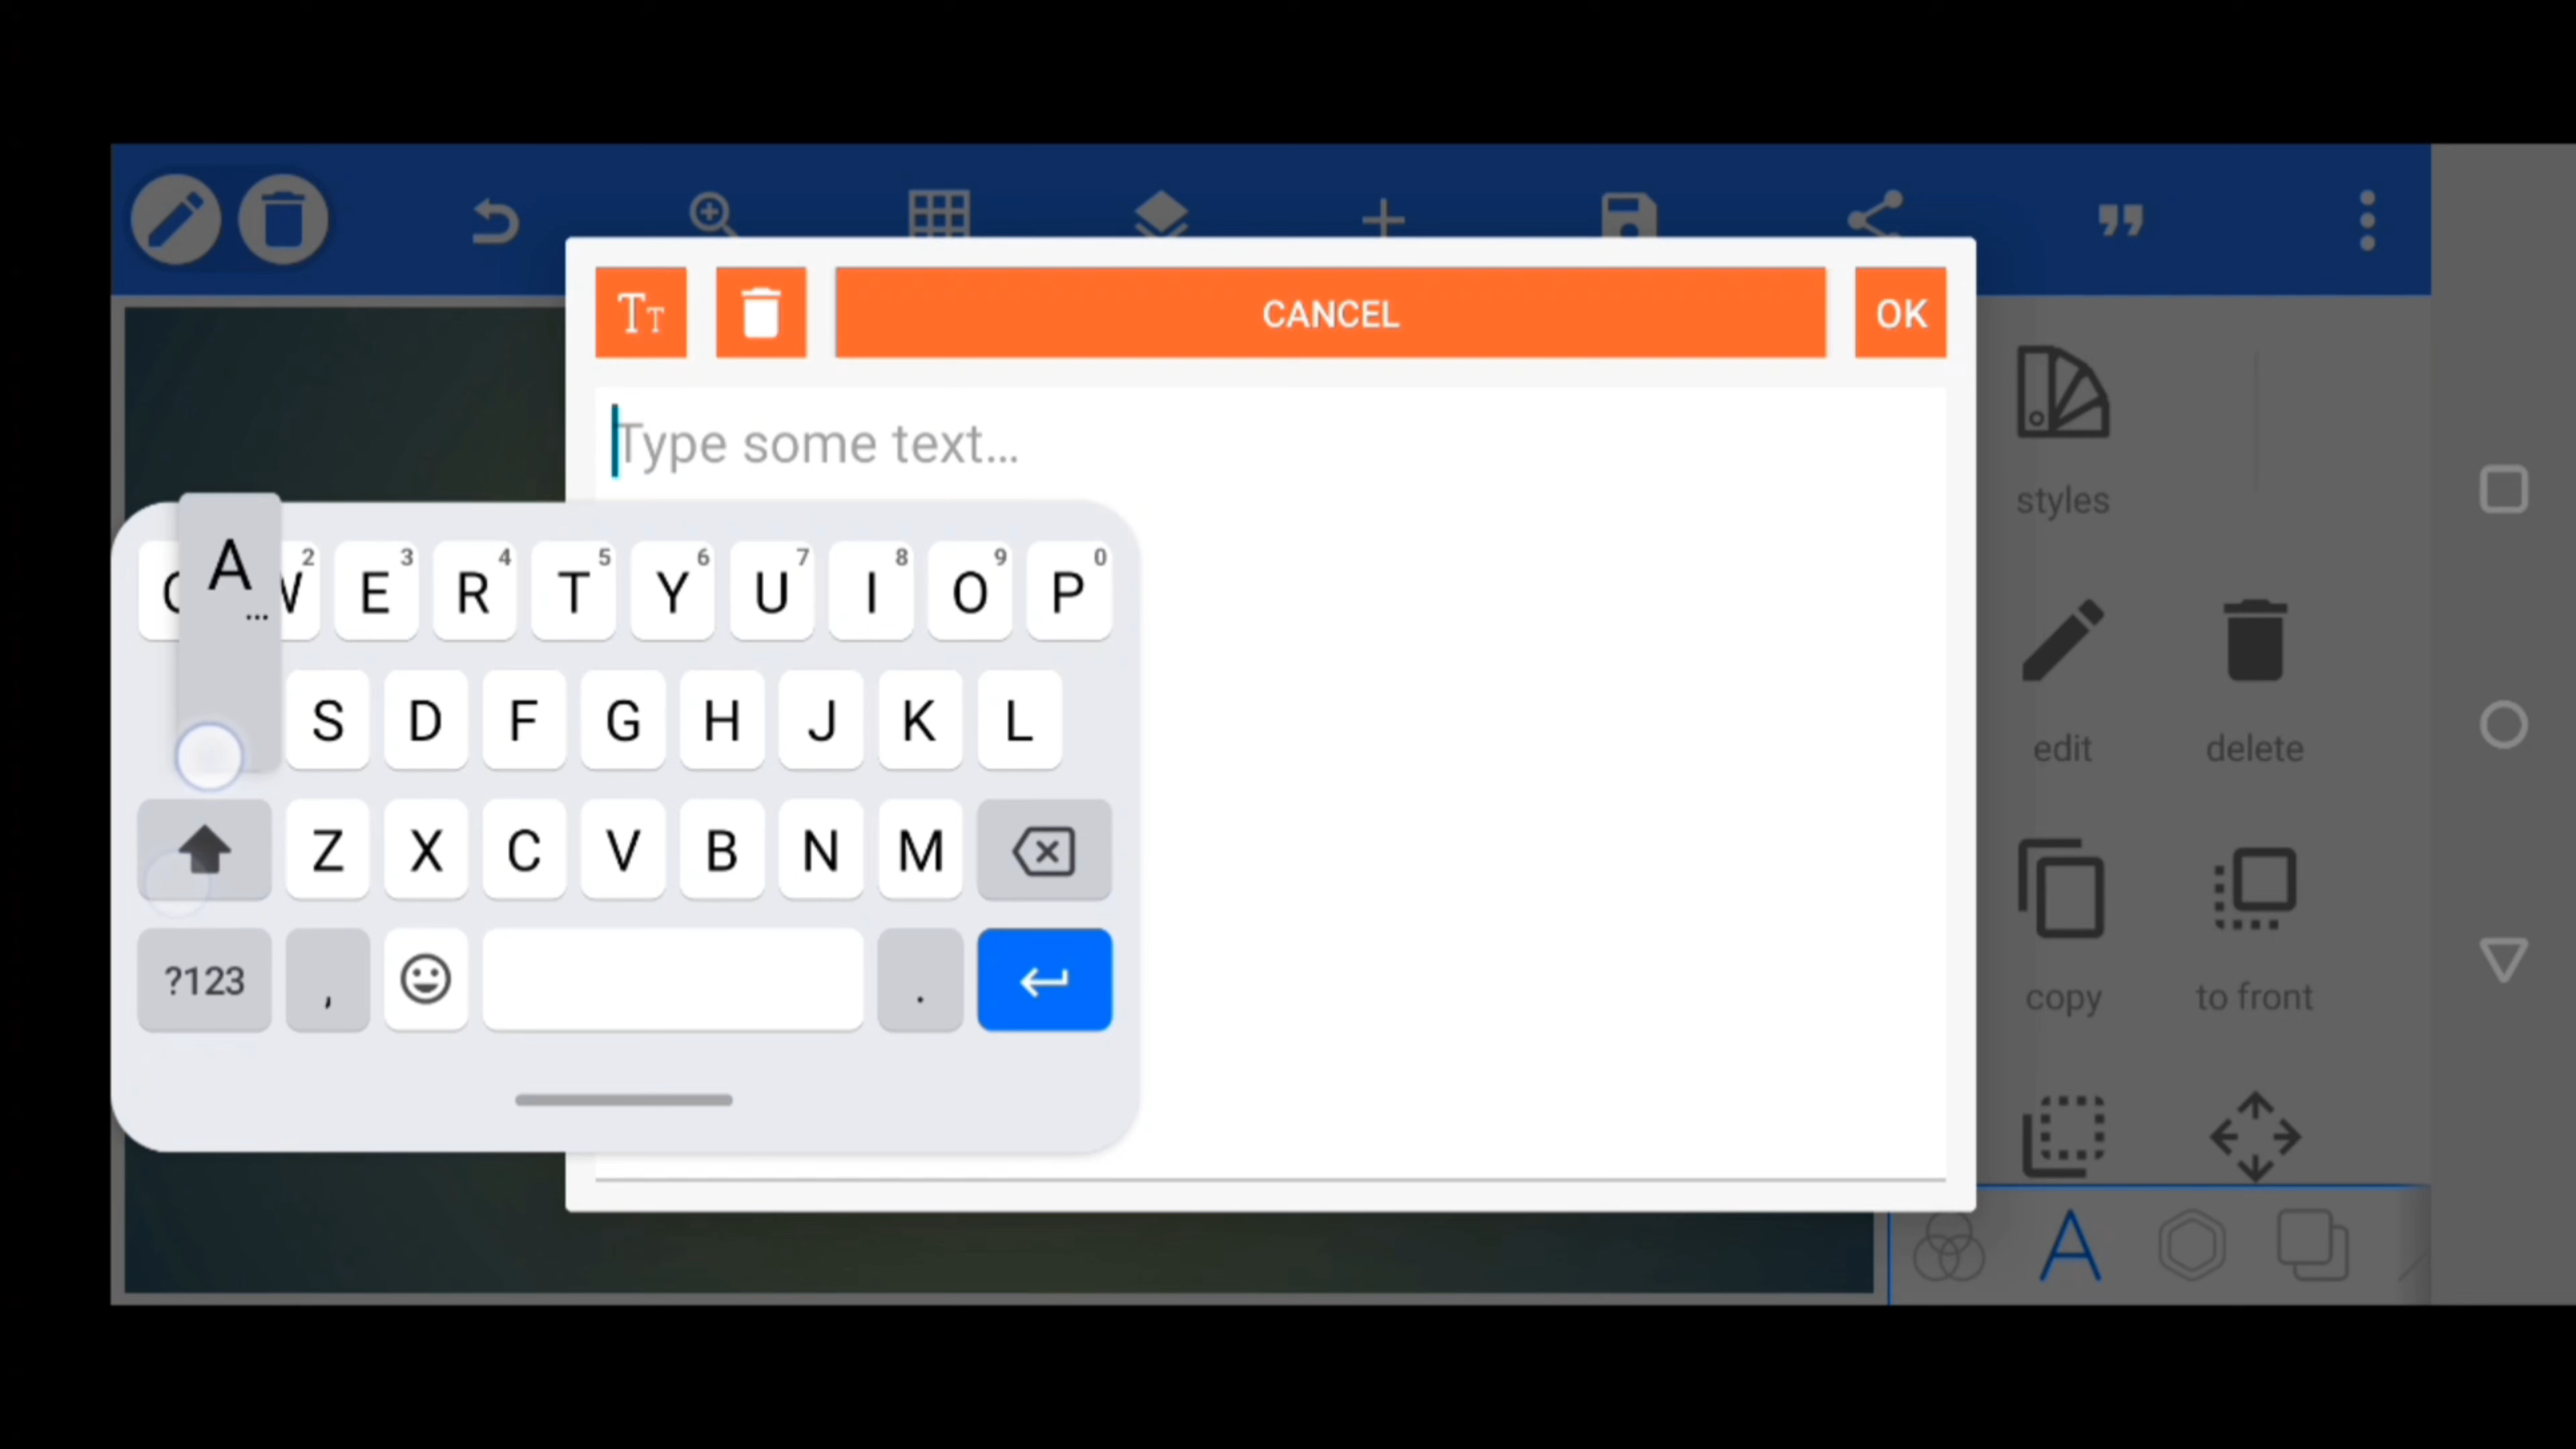 CANCEL
OK
Type some text...
styles
A
...
2
E 3
R 4
T 5
Y 6
U 7
I 8
O 9
P 0
S D F G H J K L
edit
delete
Z X C V B N M
?123
,
.
copy
to front